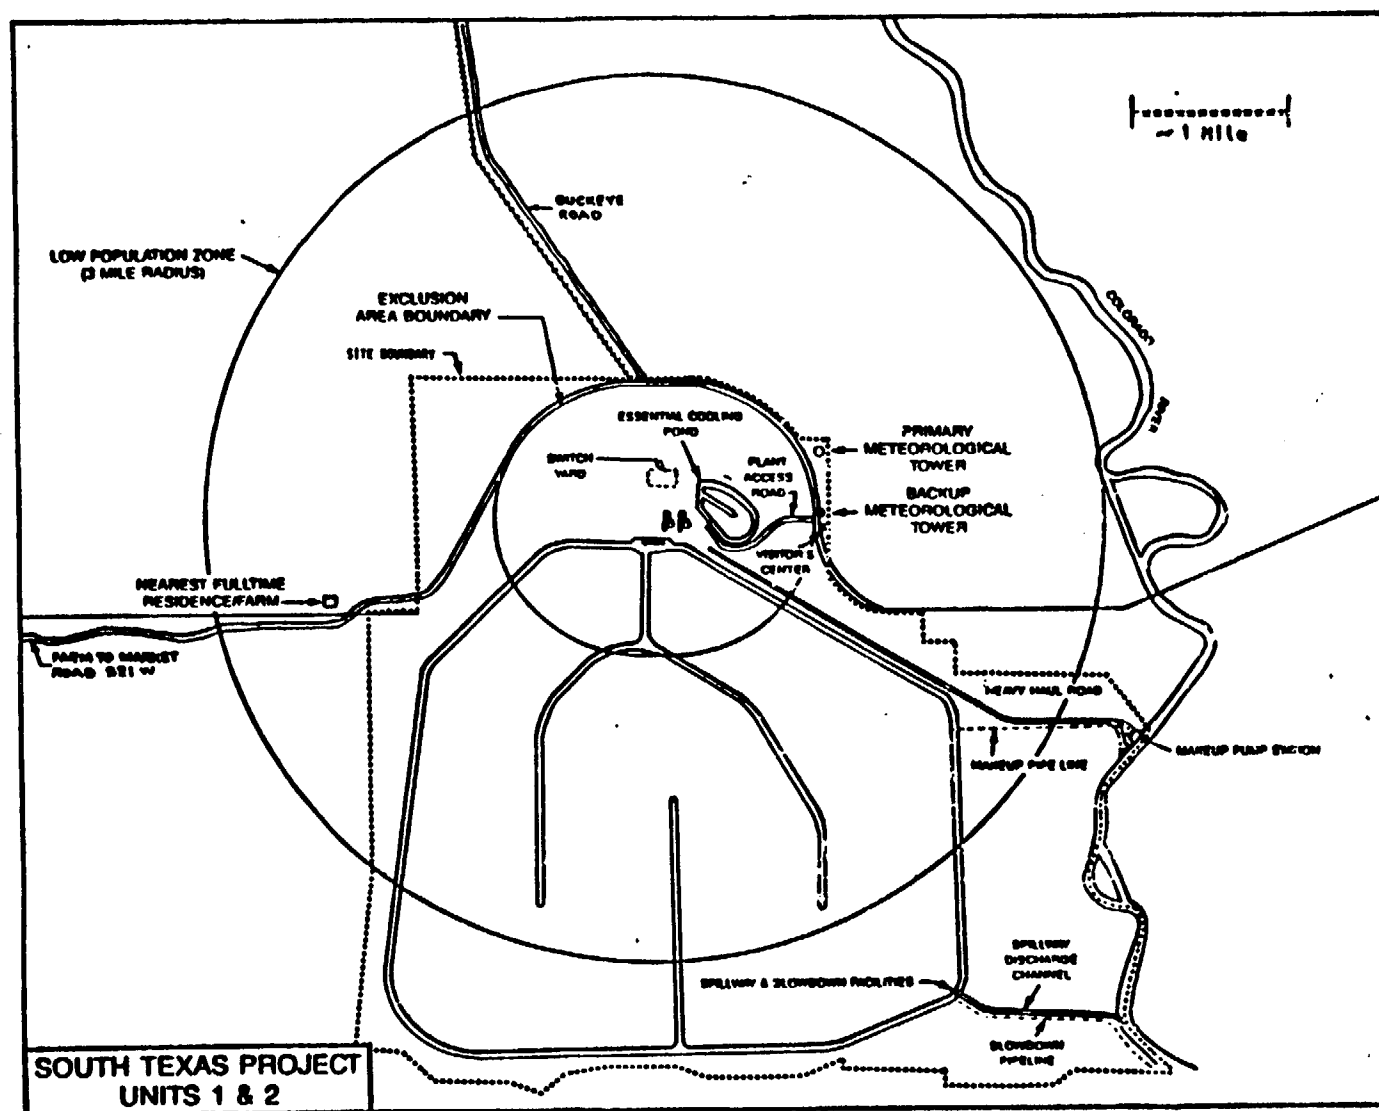 ~ 1 Mile
BUCKEYE
ROAD
LOW POPULATION ZONE
(3 MILE RADIUS)
COLORADO
RIVER
EXCLUSION
AREA BOUNDARY
SITE BOUNDARY
ESSENTIAL COOLING
POND
PRIMARY
METEOROLOGICAL
TOWER
SWITCH
YARD
PLANT
ACCESS
ROAD
BACKUP
METEOROLOGICAL
TOWER
VISITOR'S
CENTER
NEAREST FULLTIME
RESIDENCE/FARM
FARM TO MARKET
ROAD 521 W
HEAVY HAUL ROAD
MAKEUP PUMP STATION
MAKEUP PIPE LINE
SPILLWAY
DISCHARGE
CHANNEL
SPILLWAY & BLOWDOWN FACILITIES
BLOWDOWN
PIPELINE
SOUTH TEXAS PROJECT
UNITS 1 & 2